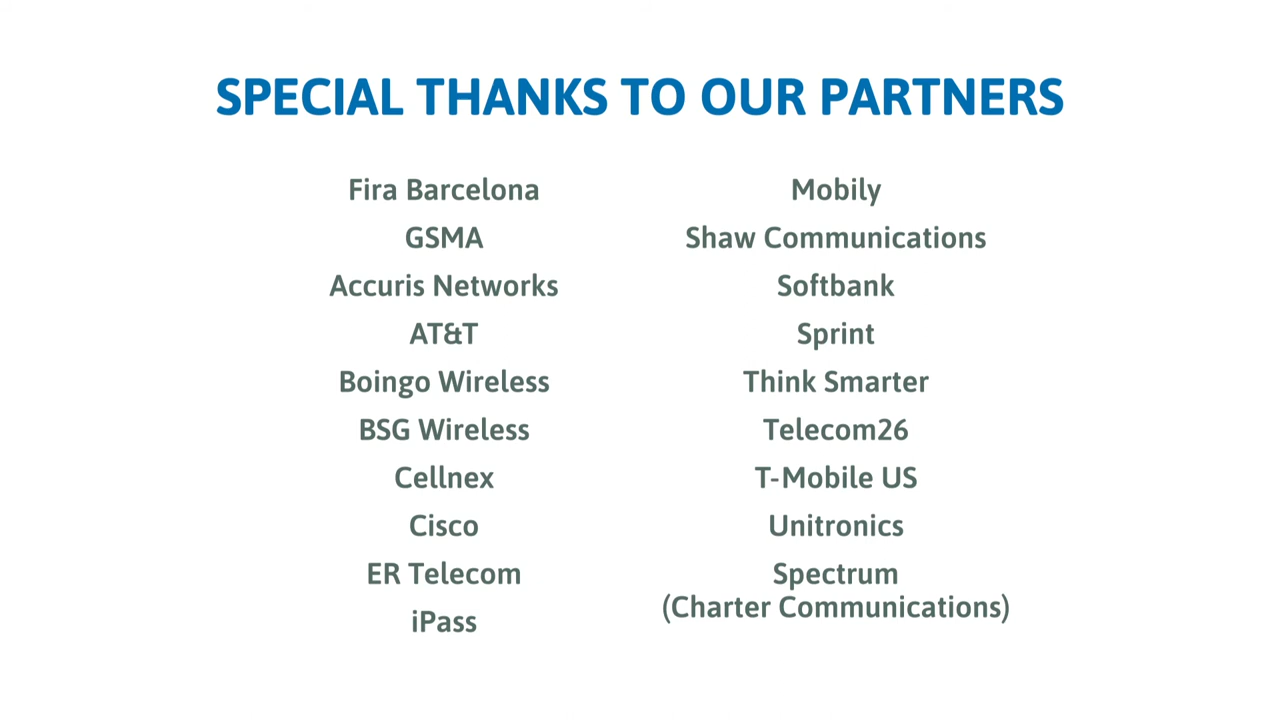 SPECIAL THANKS TO OUR PARTNERS
Fira Barcelona
GSMA
Accuris Networks
AT&T
Boingo Wireless
BSG Wireless
Cellnex
Cisco
ER Telecom
iPass
Mobily
Shaw Communications
Softbank
Sprint
Think Smarter
Telecom26
T-Mobile US
Unitronics
Spectrum
(Charter Communications)